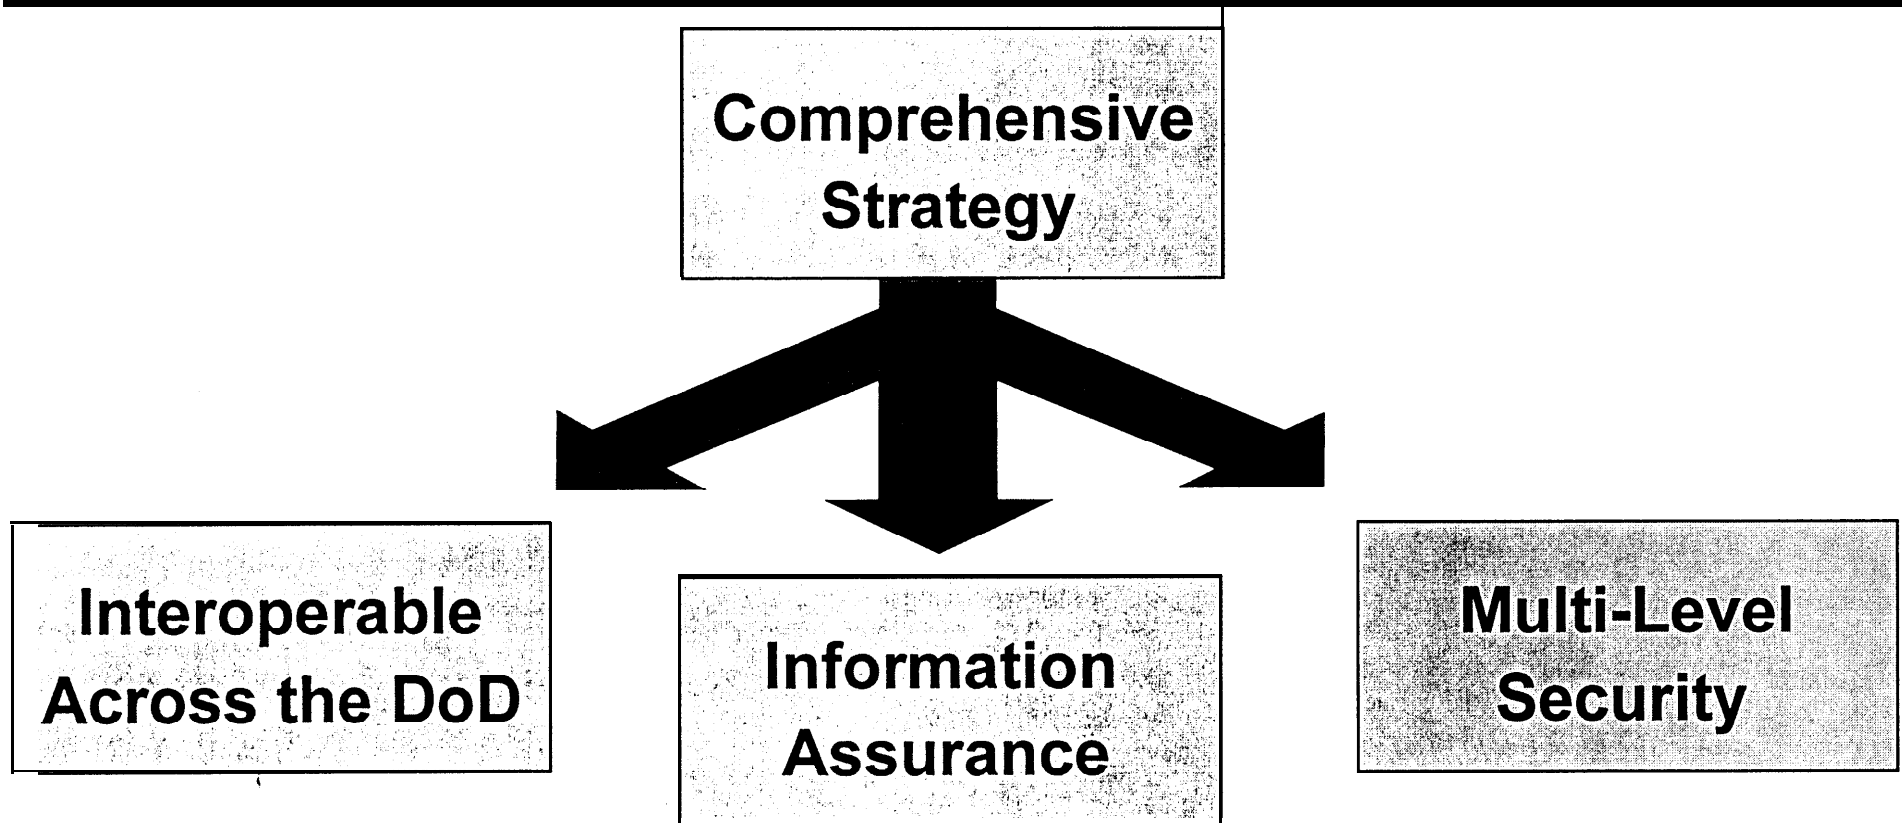 Comprehensive
Strategy
Interoperable
Across the DoD
Information
Assurance
Multi-Level
Security